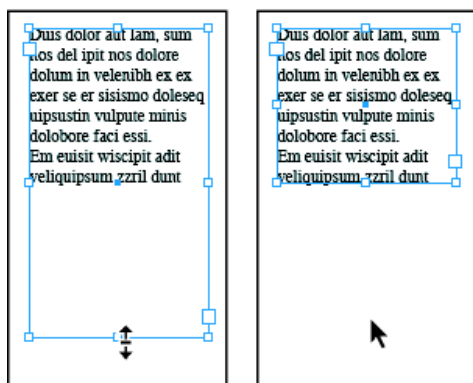 Duis dolor aut lam, sum
nos del ipit nos dolore
dolum in velenibh ex ex
exer se er sisismo doleseq
uipsustin vulpute minis
dolobore faci essi.
Em euisit wiscipit adit
veliquipsum zzril dunt
Duis dolor aut lam, sum
nos del ipit nos dolore
dolum in velenibh ex ex
exer se er sisismo doleseq
uipsustin vulpute minis
dolobore faci essi.
Em euisit wiscipit adit
veliquipsum zzril dunt